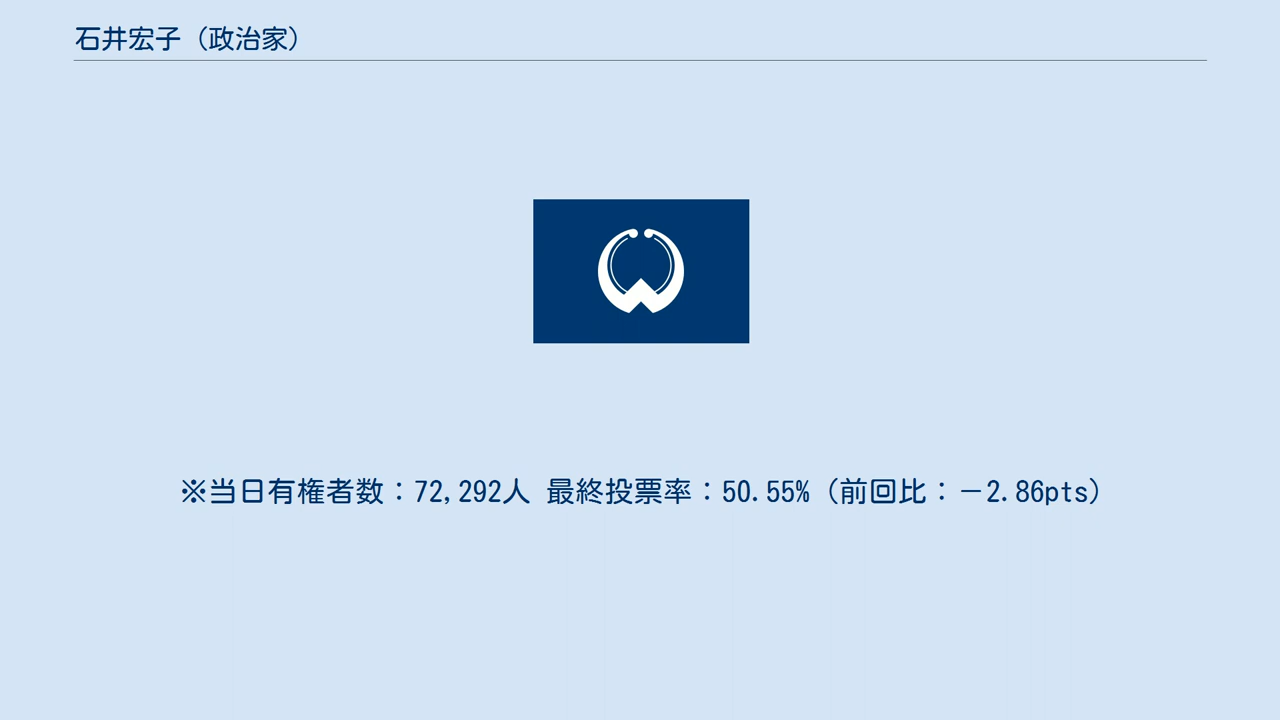 石井宏子（政治家）
※当日有権者数：72,292人 最終投票率：50.55%（前回比：－2.86pts）